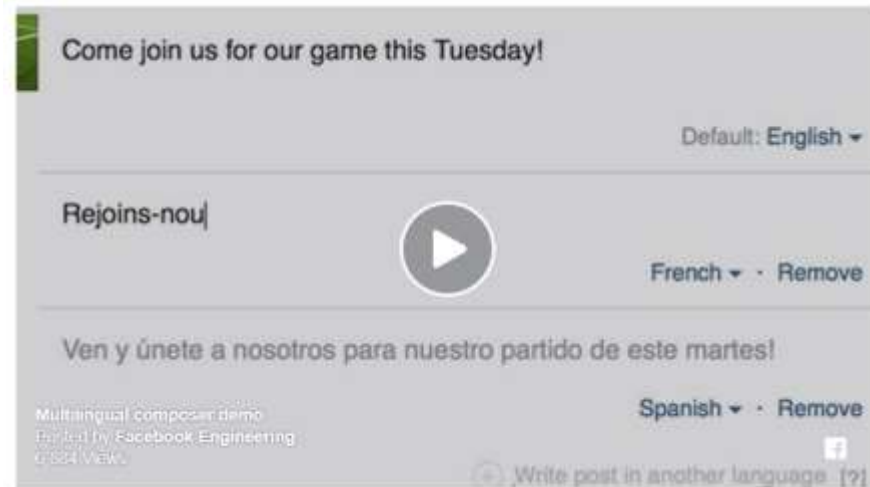 Come join us for our game this Tuesday!
Default: English
Rejoins-nou
French · Remove
Ven y únete a nosotros para nuestro partido de este martes!
Spanish · Remove
Multilingual composer demo
Posted by Facebook Engineering
Views
Write post in another language [?]